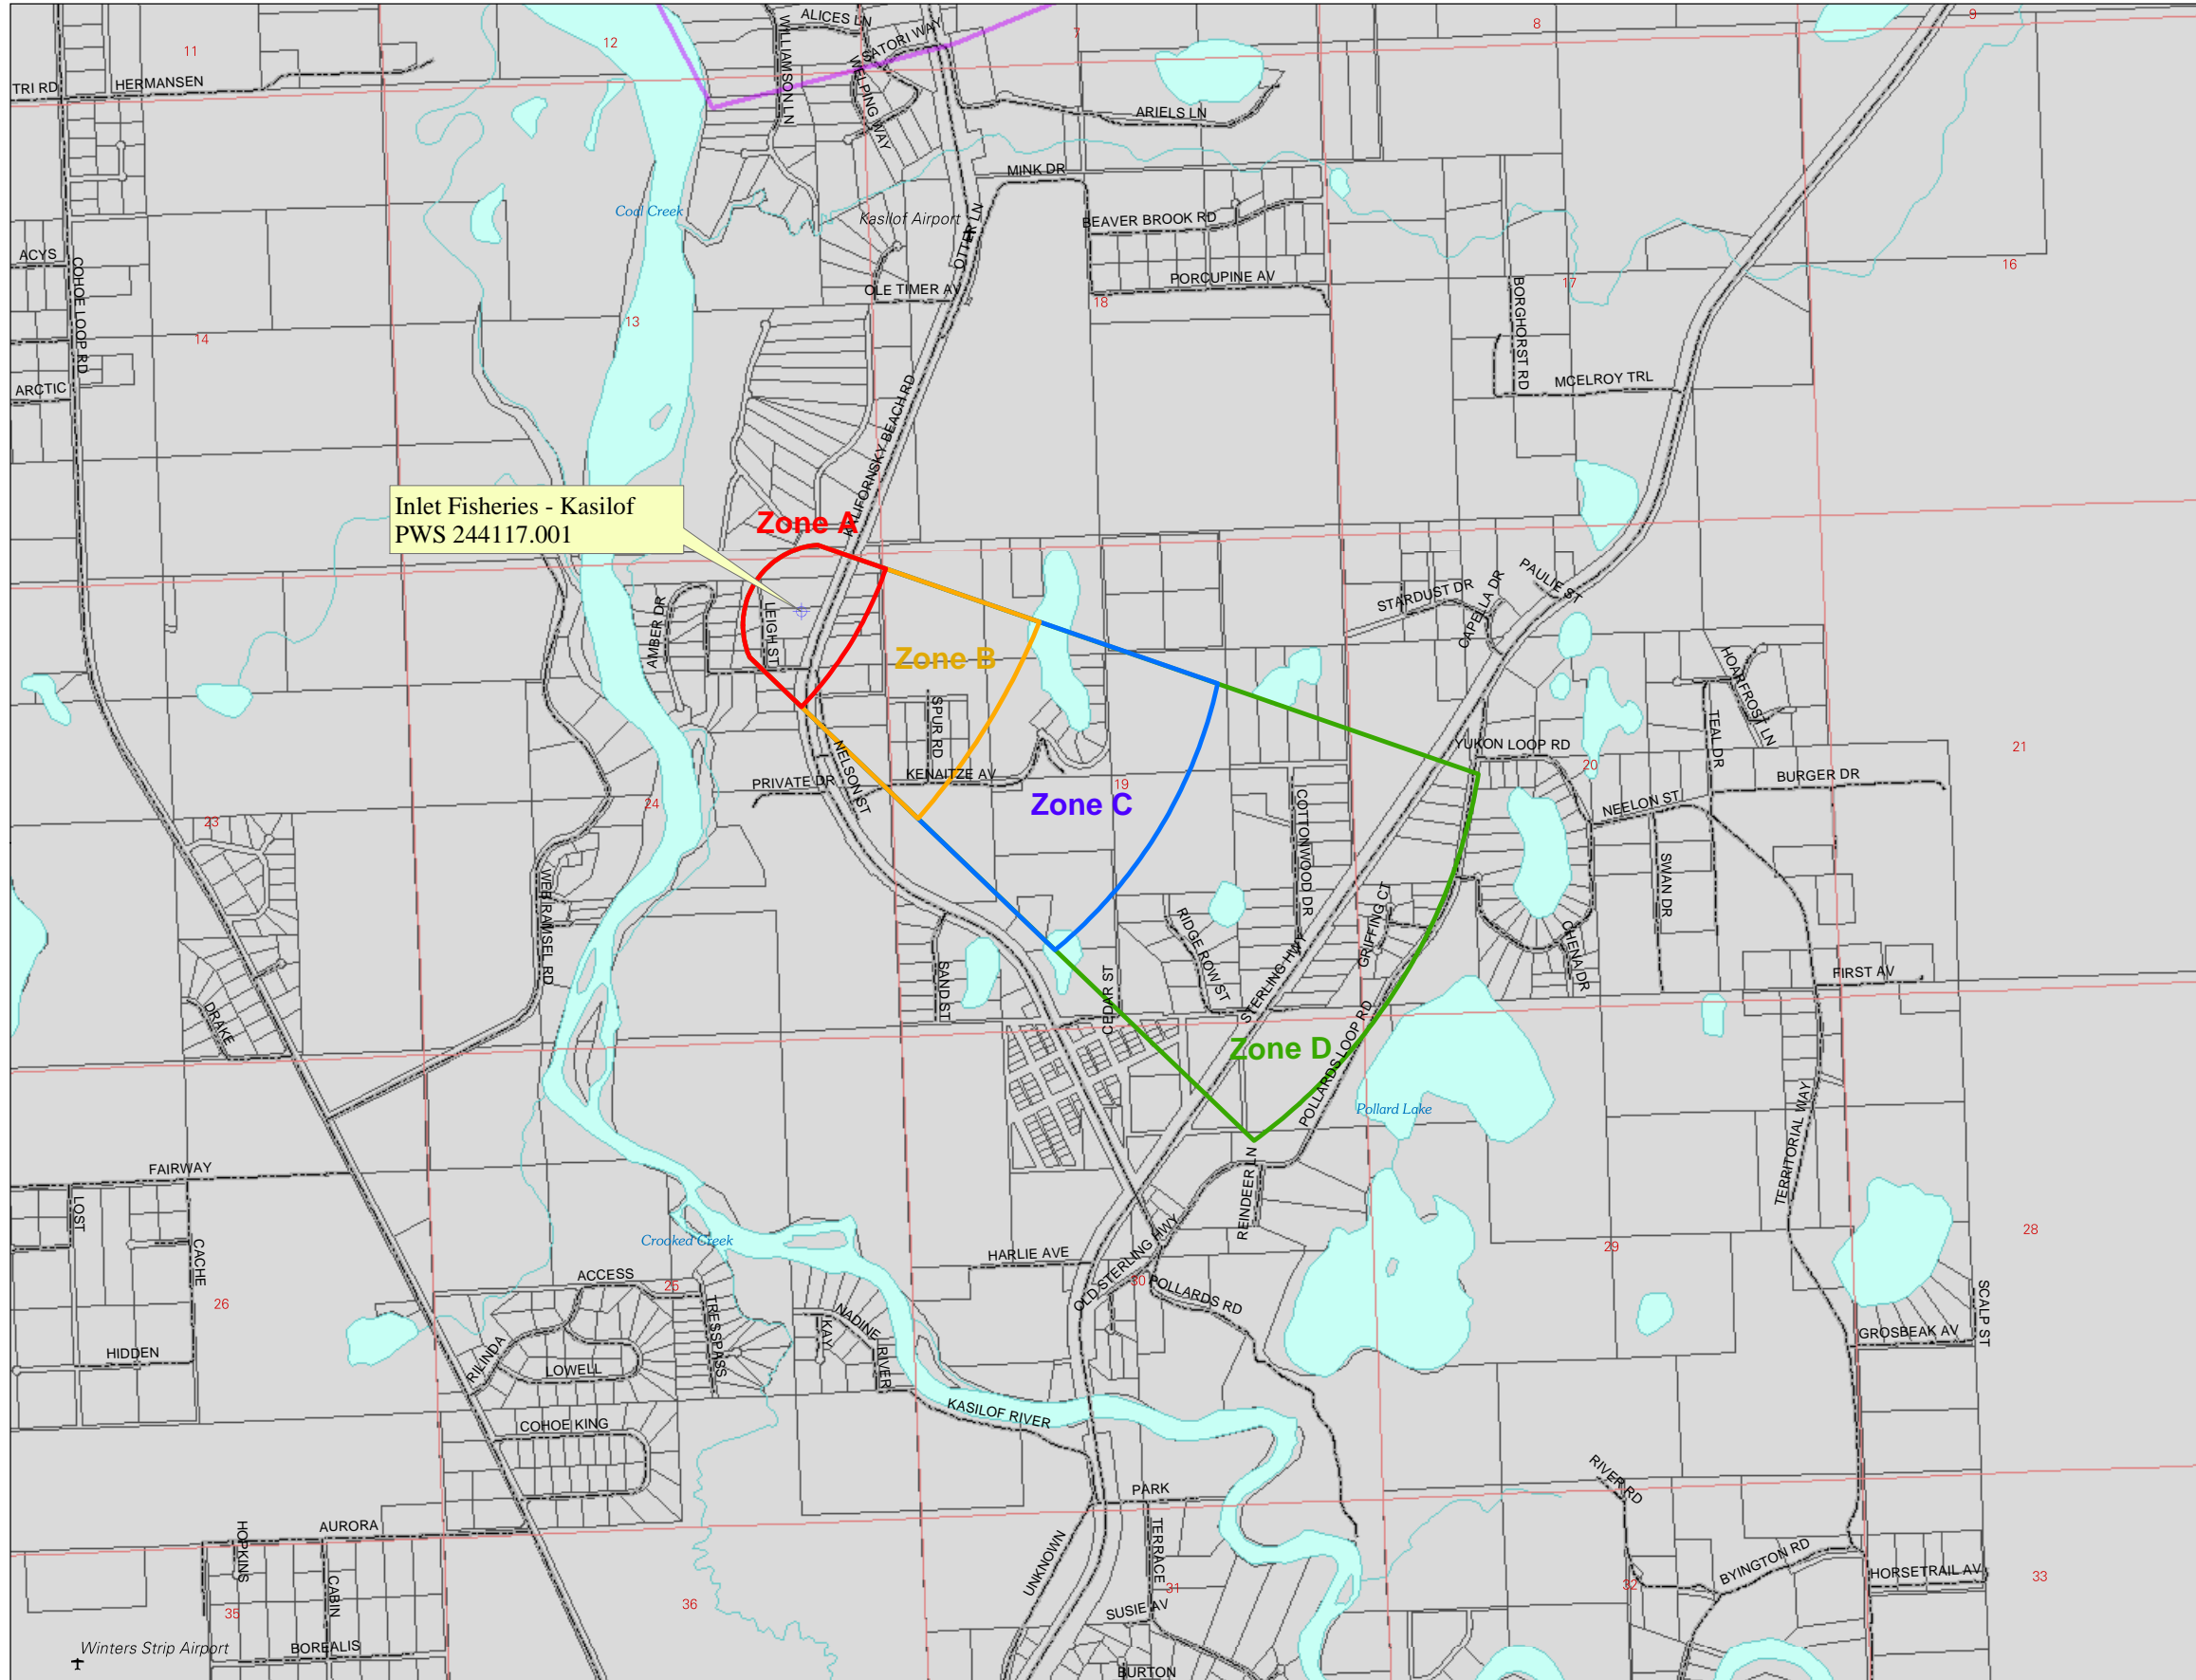 11
12
ALICES LN
7
8
9
WILLIAMSON LN
SATORI WAY
WELPING WAY
TRI RD
HERMANSEN
ARIELS LN
MINK DR
Coal Creek
Kasilof Airport
OTTER LN
BEAVER BROOK RD
ACYS
COHOE LOOP RD
OLE TIMER AV
PORCUPINE AV
18
17
16
BORGHORST RD
13
14
ARCTIC
KALIFORNSKY BEACH RD
MCELROY TRL
Inlet Fisheries - Kasilof
PWS 244117.001
Zone A
PAULIE ST
STARDUST DR
CAPELLA DR
AMBER DR
LEIGH ST
Zone B
HOARFROST LN
SPUR RD
TEAL DR
NELSON ST
YUKON LOOP RD
21
20
PRIVATE DR
KENAITZE AV
19
BURGER DR
24
Zone C
COTTONWOOD DR
NEELON ST
23
WEB RAMSEL RD
SWAN DR
GRIFFING CT
RIDGE ROW ST
CHENA DR
SAND ST
CEDAR ST
STERLING HWY
FIRST AV
DRAKE
Zone D
POLLARDS LOOP RD
Pollard Lake
TERRITORIAL WAY
FAIRWAY
LOST
REINDEER LN
Crooked Creek
CACHE
HARLIE AVE
OLD STERLING HWY
28
29
ACCESS
25
30
POLLARDS RD
26
TRESSPASS
NADINE
KAY
RIVER
SCALP ST
GROSBEAK AV
HIDDEN
RILINDA
LOWELL
KASILOF RIVER
COHOE KING
PARK
RIVER RD
HOPKINS
AURORA
TERRACE
UNKNOWN
BYINGTON RD
HORSETRAIL AV
33
32
31
CABIN
35
36
SUSIE AV
Winters Strip Airport
BOREALIS
BURTON